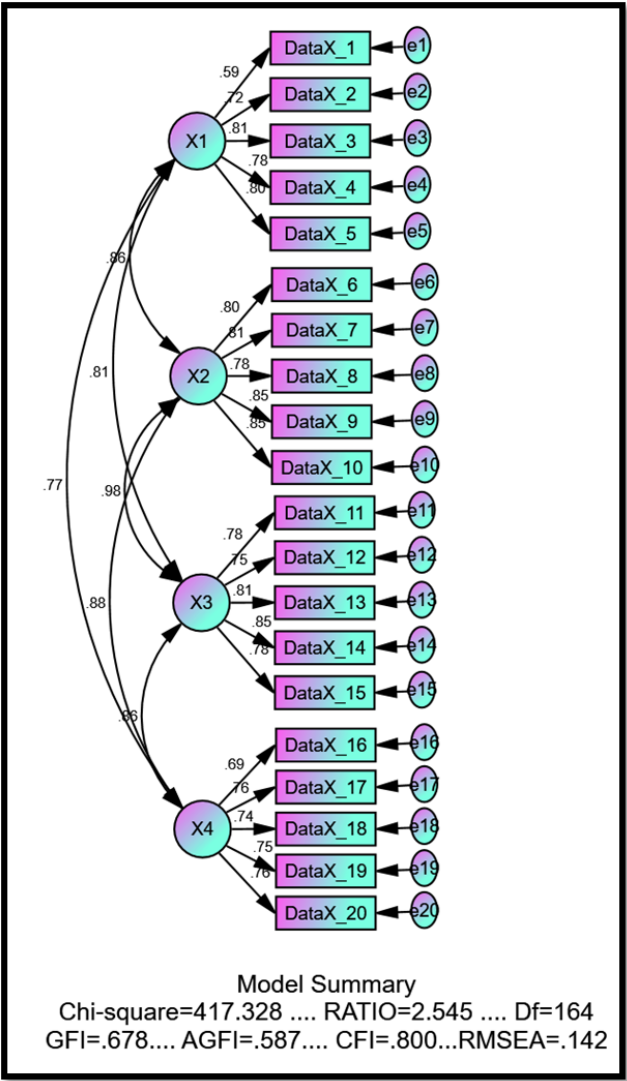 .59
DataX_1
e1
.72
DataX_2
e2
X1
.81
DataX_3
e3
.78
DataX_4
e4
.80
DataX_5
e5
.86
.80
DataX_6
e6
.81
DataX_7
e7
X2
.78
DataX_8
e8
.85
DataX_9
e9
.85
DataX_10
e10
.81
.77
.98
.78
DataX_11
e11
.75
DataX_12
e12
X3
.81
DataX_13
e13
.85
DataX_14
e14
.78
DataX_15
e15
.88
.86
.69
DataX_16
e16
.76
DataX_17
e17
X4
.74
DataX_18
e18
.75
DataX_19
e19
.76
DataX_20
e20
Model Summary
Chi-square=417.328 .... RATIO=2.545 .... Df=164
GFI=.678.... AGFI=.587.... CFI=.800...RMSEA=.142